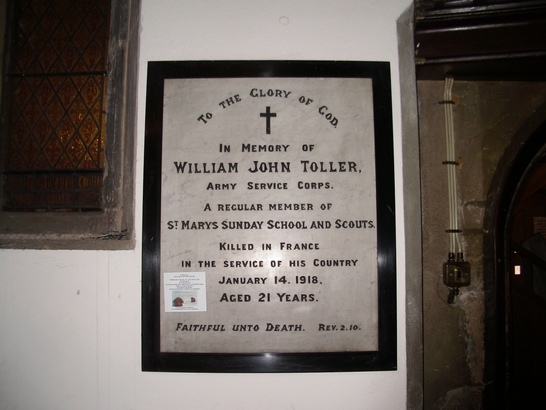 To the Glory of God.
In Memory of
William John Toller,
Army Service Corps.
A regular member of
St Marys Sunday School and Scouts.
Killed in France
in the service of his Country
January 14. 1918,
Aged 21 Years.
Faithful unto Death. Rev. 2.10.